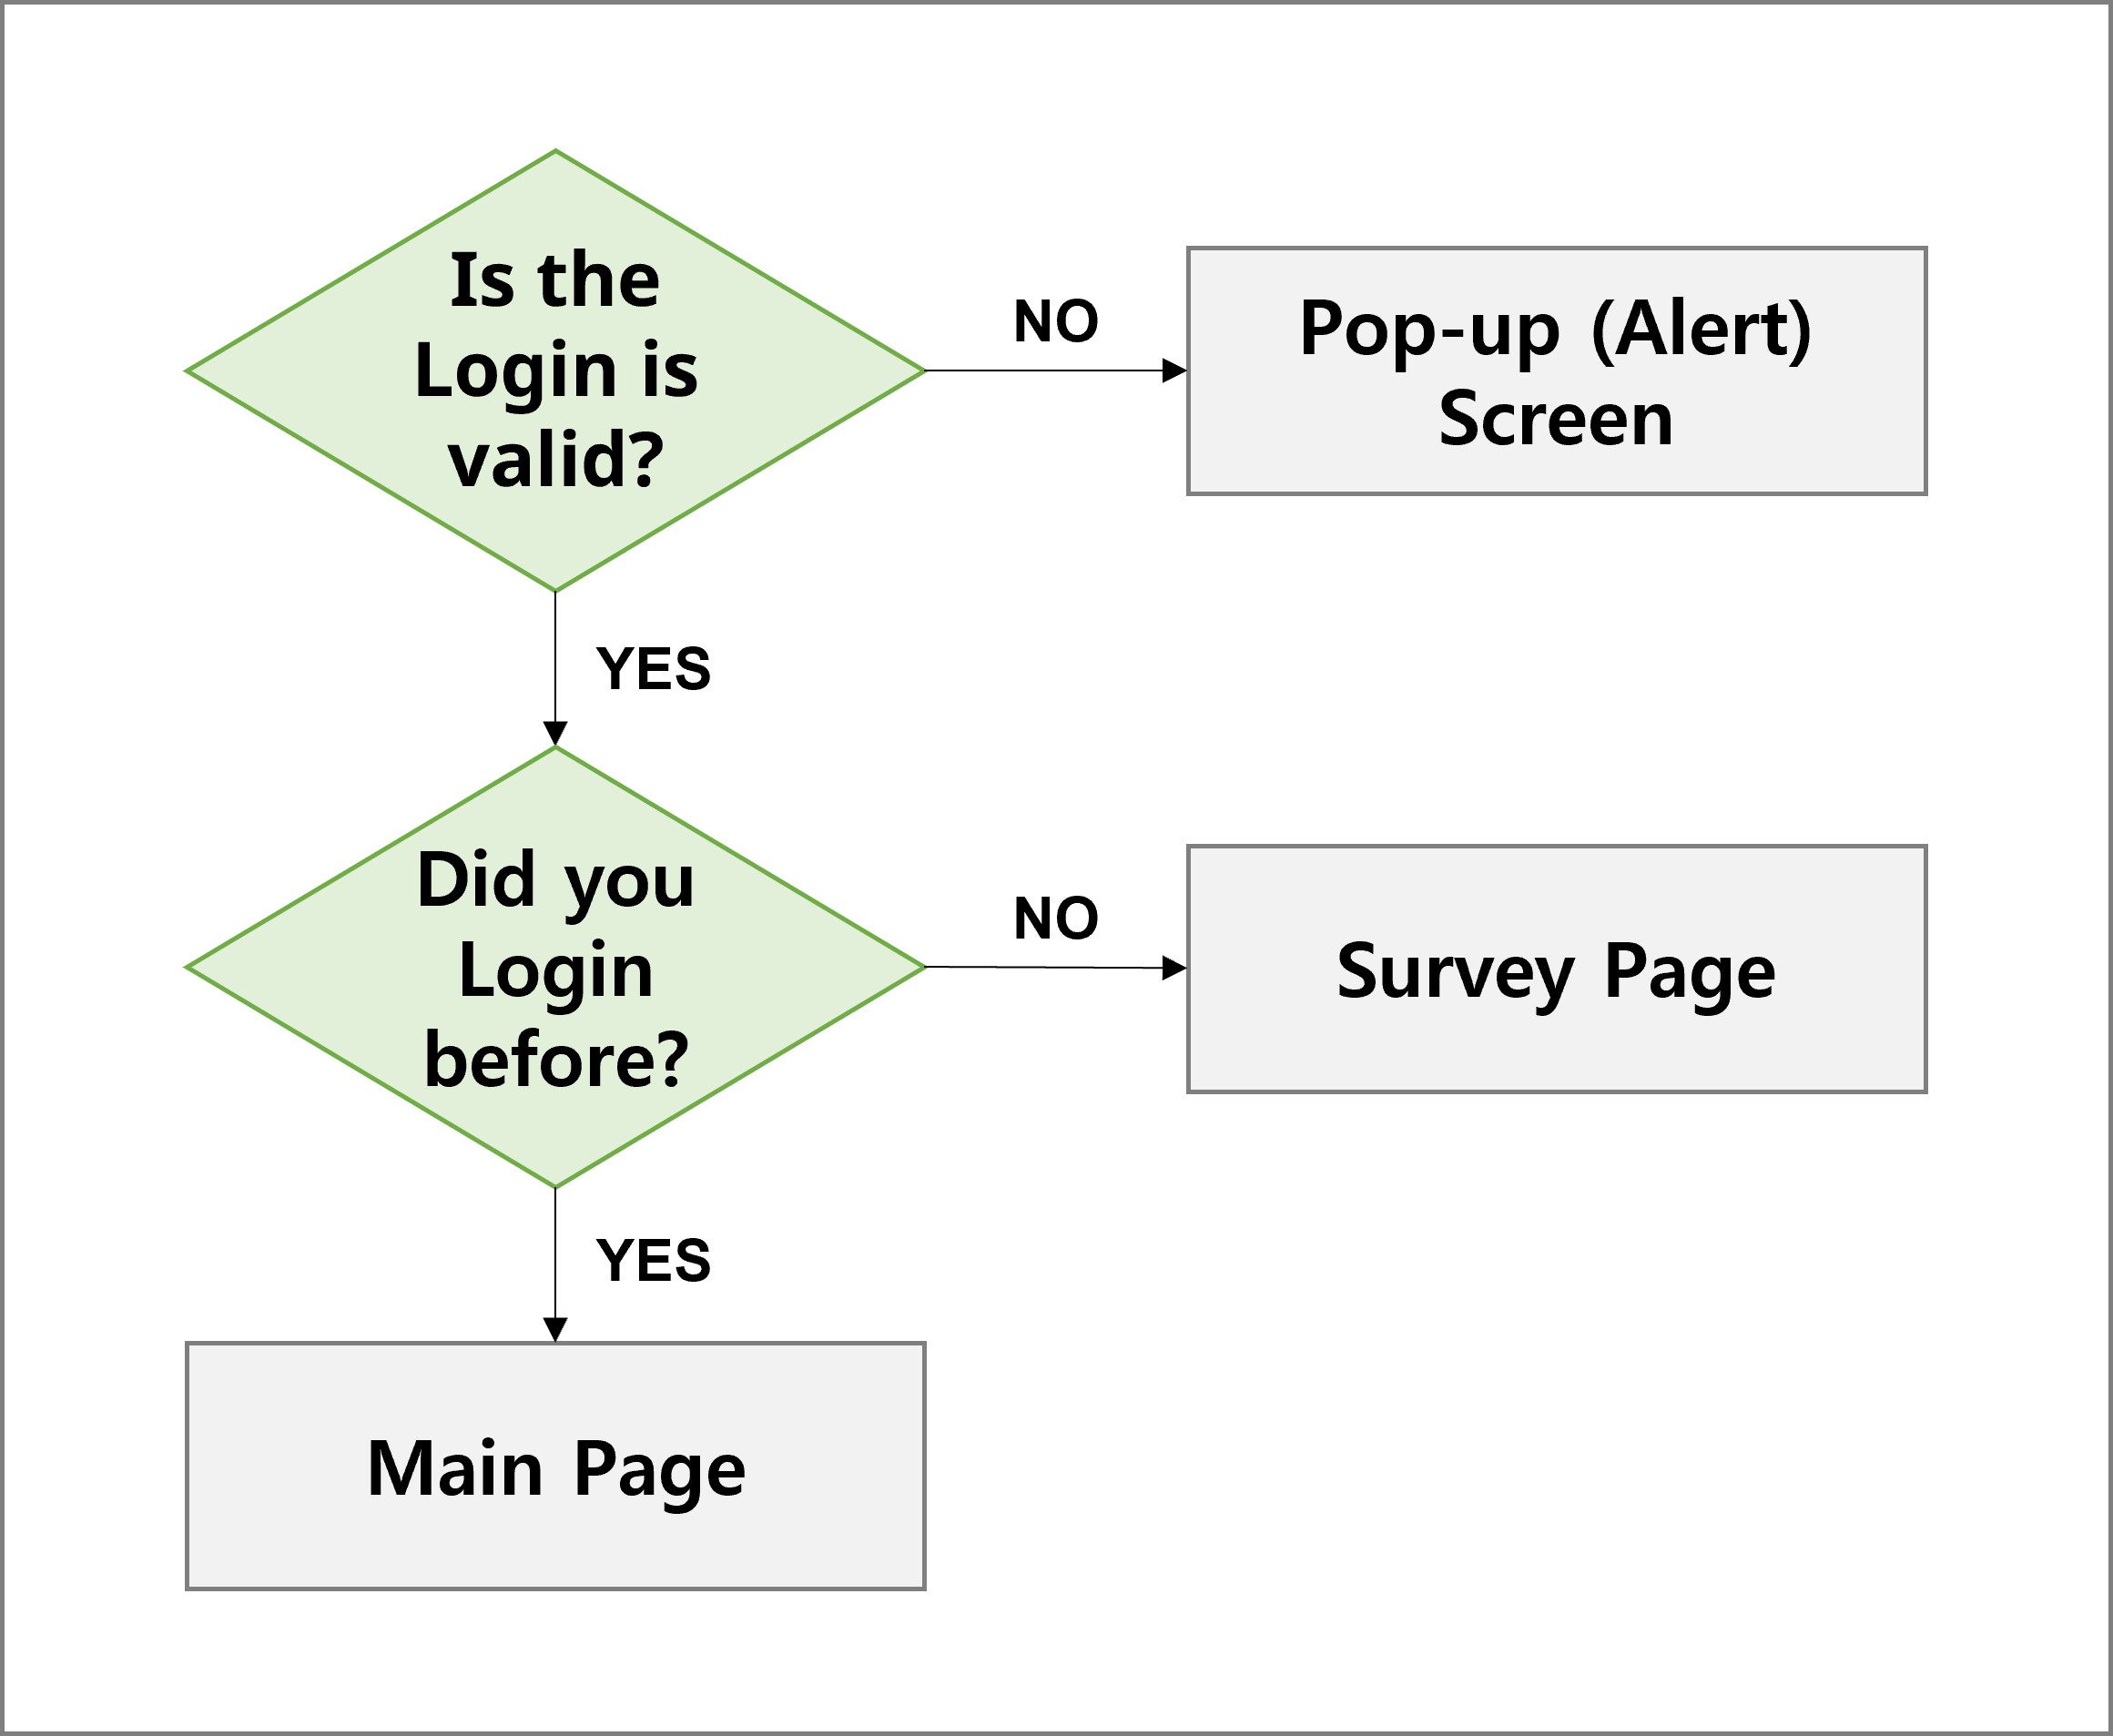 Is the
Login is
valid?
NO
Pop-up (Alert)
Screen
YES
Did you
Login
before?
NO
Survey Page
YES
Main Page